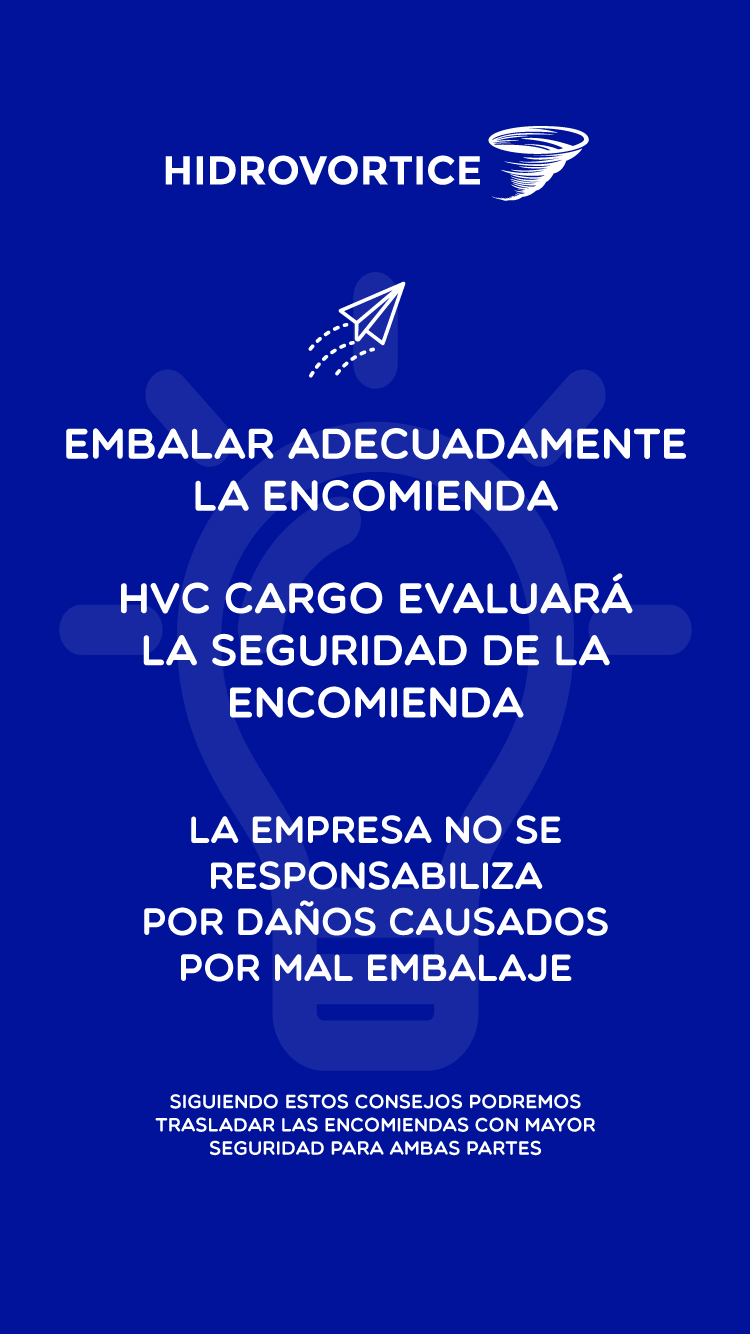 HIDROVORTICE
EMBALAR ADECUADAMENTE
LA ENCOMIENDA
HVC CARGO EVALUARÁ
LA SEGURIDAD DE LA
ENCOMIENDA
LA EMPRESA NO SE
RESPONSABILIZA
POR DAÑOS CAUSADOS
POR MAL EMBALAJE
SIGUIENDO ESTOS CONSEJOS PODREMOS
TRASLADAR LAS ENCOMIENDAS CON MAYOR
SEGURIDAD PARA AMBAS PARTES